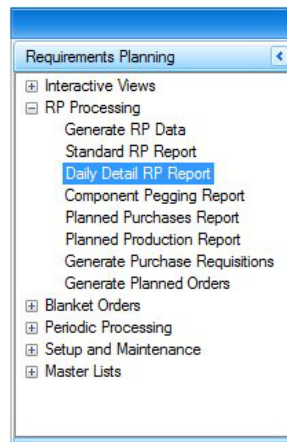 Requirements Planning
Interactive Views
RP Processing
Generate RP Data
Standard RP Report
Daily Detail RP Report
Component Pegging Report
Planned Purchases Report
Planned Production Report
Generate Purchase Requisitions
Generate Planned Orders
Blanket Orders
Periodic Processing
Setup and Maintenance
Master Lists